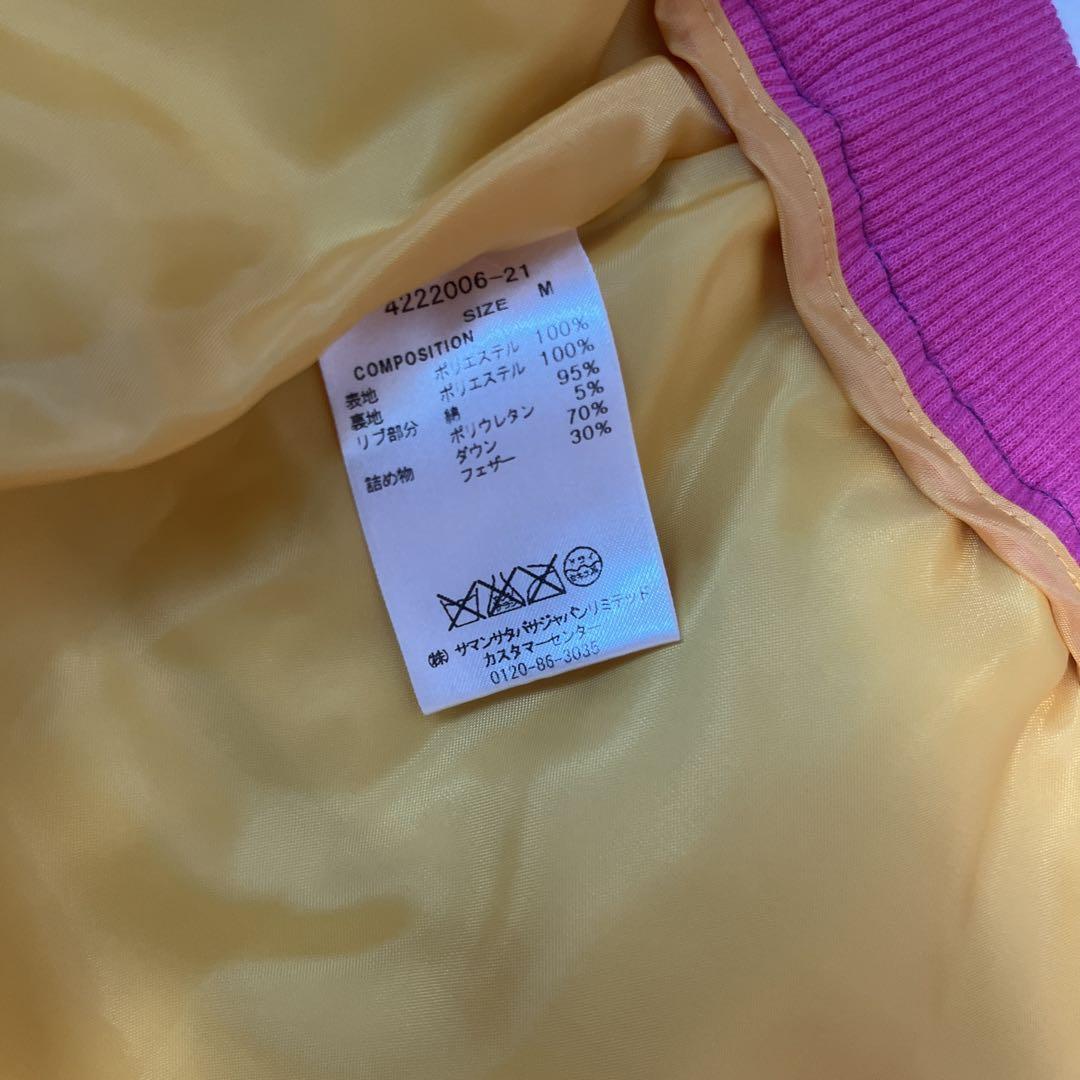 4222006-21
SIZE M
COMPOSITION
表地 ポリエステル 100%
裏地 ポリエステル 100%
リブ部分 綿 95%
ポリウレタン 5%
詰め物 ダウン 70%
フェザー 30%
(株) サマンサタバサジャパンリミテッド
カスタマーセンター
0120-86-3035